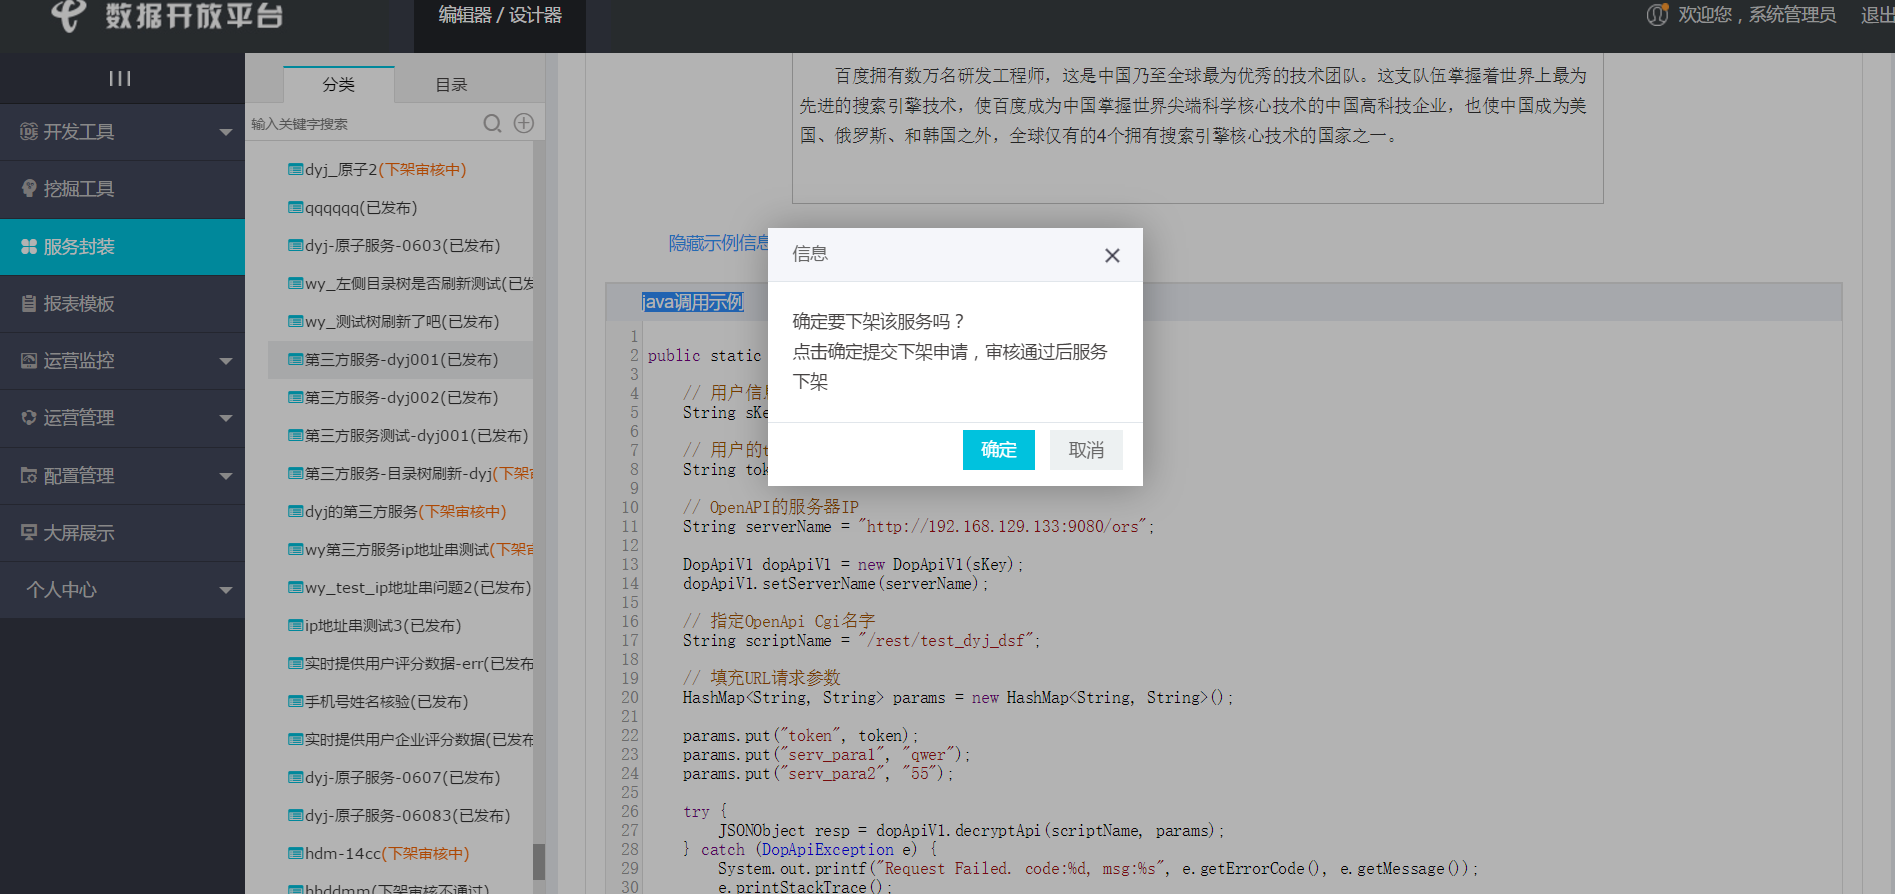 数据开放平台
编辑器 / 设计器
欢迎您，系统管理员
退出
开发工具
挖掘工具
服务封装
报表模板
运营监控
运营管理
配置管理
大屏展示
个人中心
分类
目录
输入关键字搜索
dyj_原子2(下架审核中)
qqqqqq(已发布)
dyj-原子服务-0603(已发布)
wy_左侧目录树是否刷新测试(已发
wy_测试树刷新了吧(已发布)
第三方服务-dyj001(已发布)
第三方服务-dyj002(已发布)
第三方服务测试-dyj001(已发布)
第三方服务-目录树刷新-dyj(下架审
dyj的第三方服务(下架审核中)
wy第三方服务ip地址串测试(下架审
wy_test_ip地址串问题2(已发布)
ip地址串测试3(已发布)
实时提供用户评分数据-err(已发布
手机号姓名核验(已发布)
实时提供用户企业评分数据(已发布
dyj-原子服务-0607(已发布)
dyj-原子服务-06083(已发布)
hdm-14cc(下架审核中)
hhddmm(下架审核不通过)
百度拥有数万名研发工程师，这是中国乃至全球最为优秀的技术团队。这支队伍掌握着世界上最为
先进的搜索引擎技术，使百度成为中国掌握世界尖端科学核心技术的中国高科技企业，也使中国成为美
国、俄罗斯、和韩国之外，全球仅有的4个拥有搜索引擎核心技术的国家之一。
隐藏示例信息
信息
确定要下架该服务吗？
点击确定提交下架申请，审核通过后服务
下架
确定
取消
java调用示例
1
2 public static
3
4 // 用户信息
5 String sKe
6
7 // 用户的t
8 String tok
9
10 // OpenAPI的服务器IP
11 String serverName = "http://192.168.129.133:9080/ors";
12
13 DopApiV1 dopApiV1 = new DopApiV1(sKey);
14 dopApiV1.setServerName(serverName);
15
16 // 指定OpenApi Cgi名字
17 String scriptName = "/rest/test_dyj_dsf";
18
19 // 填充URL请求参数
20 HashMap<String, String> params = new HashMap<String, String>();
21
22 params.put("token", token);
23 params.put("serv_para1", "qwer");
24 params.put("serv_para2", "55");
25
26 try {
27 JSONObject resp = dopApiV1.decryptApi(scriptName, params);
28 } catch (DopApiException e) {
29 System.out.printf("Request Failed. code:%d, msg:%s", e.getErrorCode(), e.getMessage());
30 e.printStackTrace();